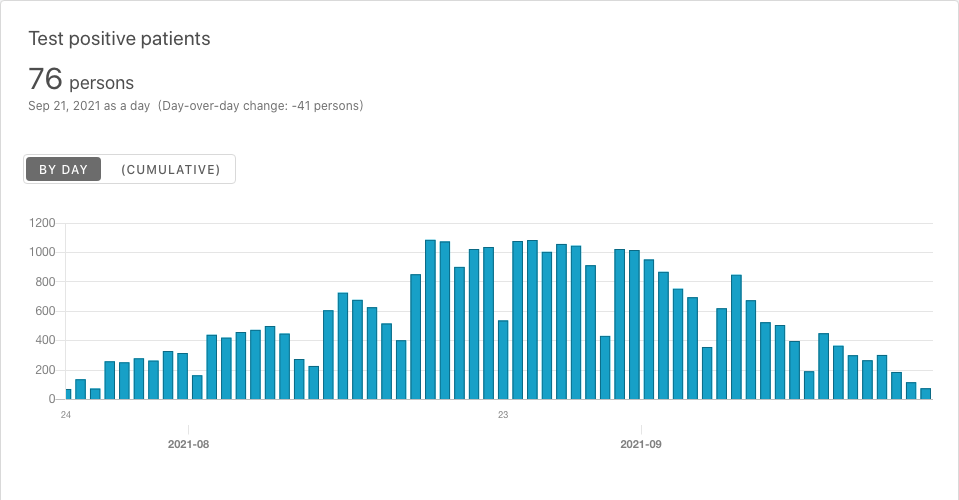 Test positive patients
76 persons
Sep 21, 2021 as a day (Day-over-day change: -41 persons)
BY DAY (CUMULATIVE)
1200
1000
800
600
400
200
0
24 23
2021-08 2021-09